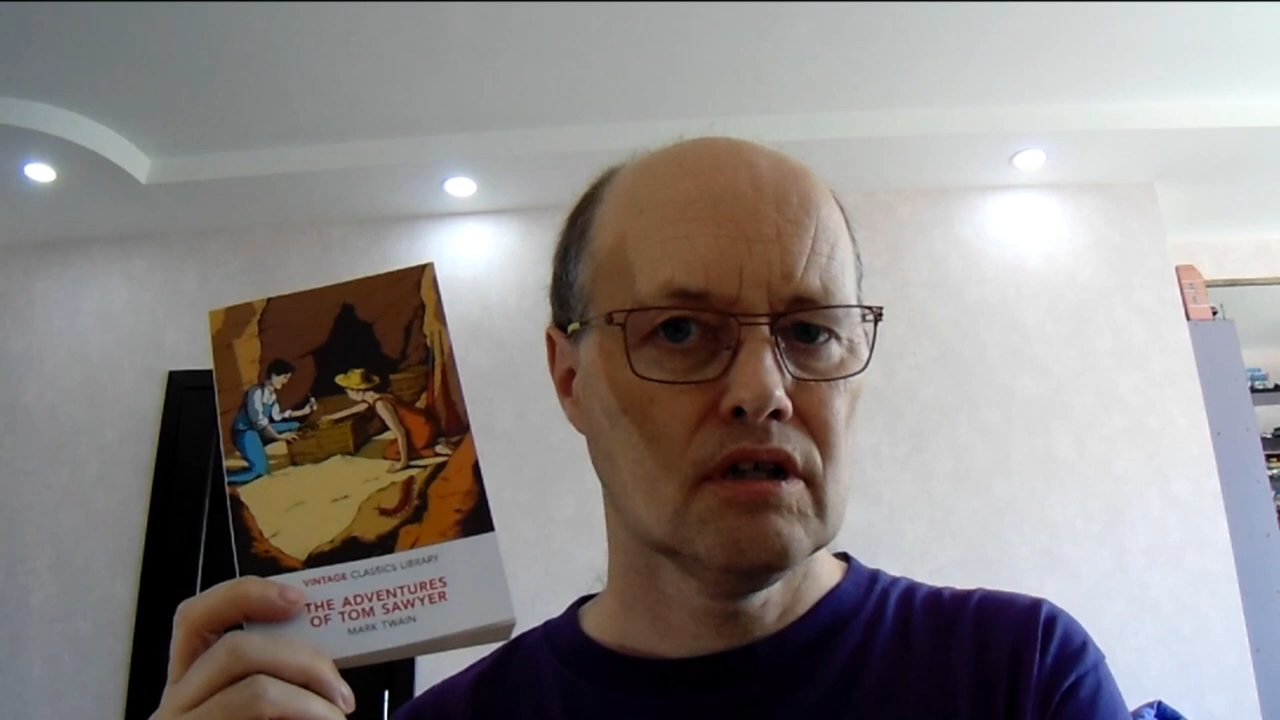 VINTAGE CLASSICS LIBRARY
THE ADVENTURES
OF TOM SAWYER
MARK TWAIN